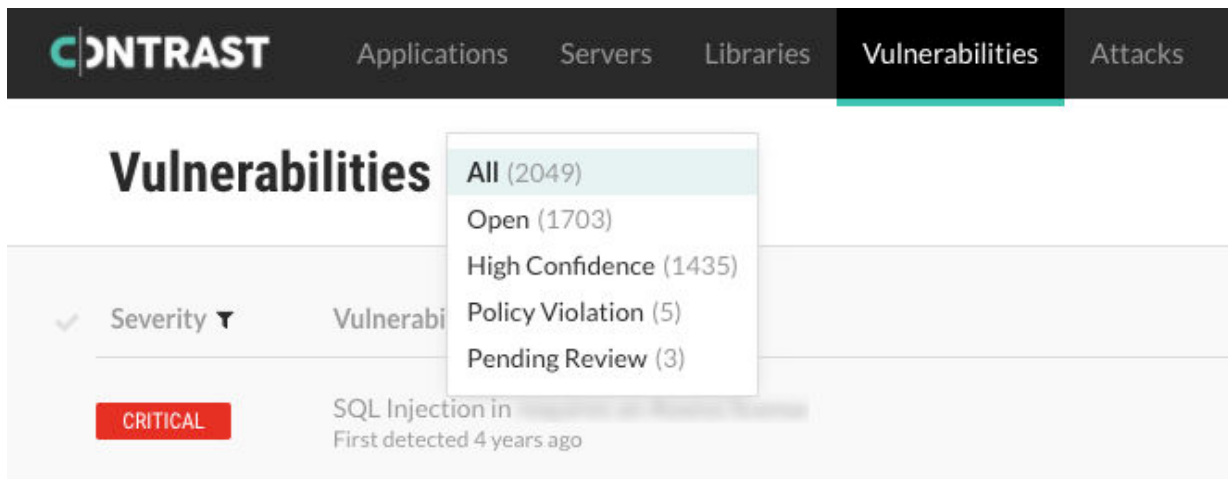 CONTRAST Applications Servers Libraries Vulnerabilities Attacks
Vulnerabilities
All (2049)
Open (1703)
High Confidence (1435)
Policy Violation (5)
Pending Review (3)
Severity Vulnerabi
CRITICAL
SQL Injection in
First detected 4 years ago